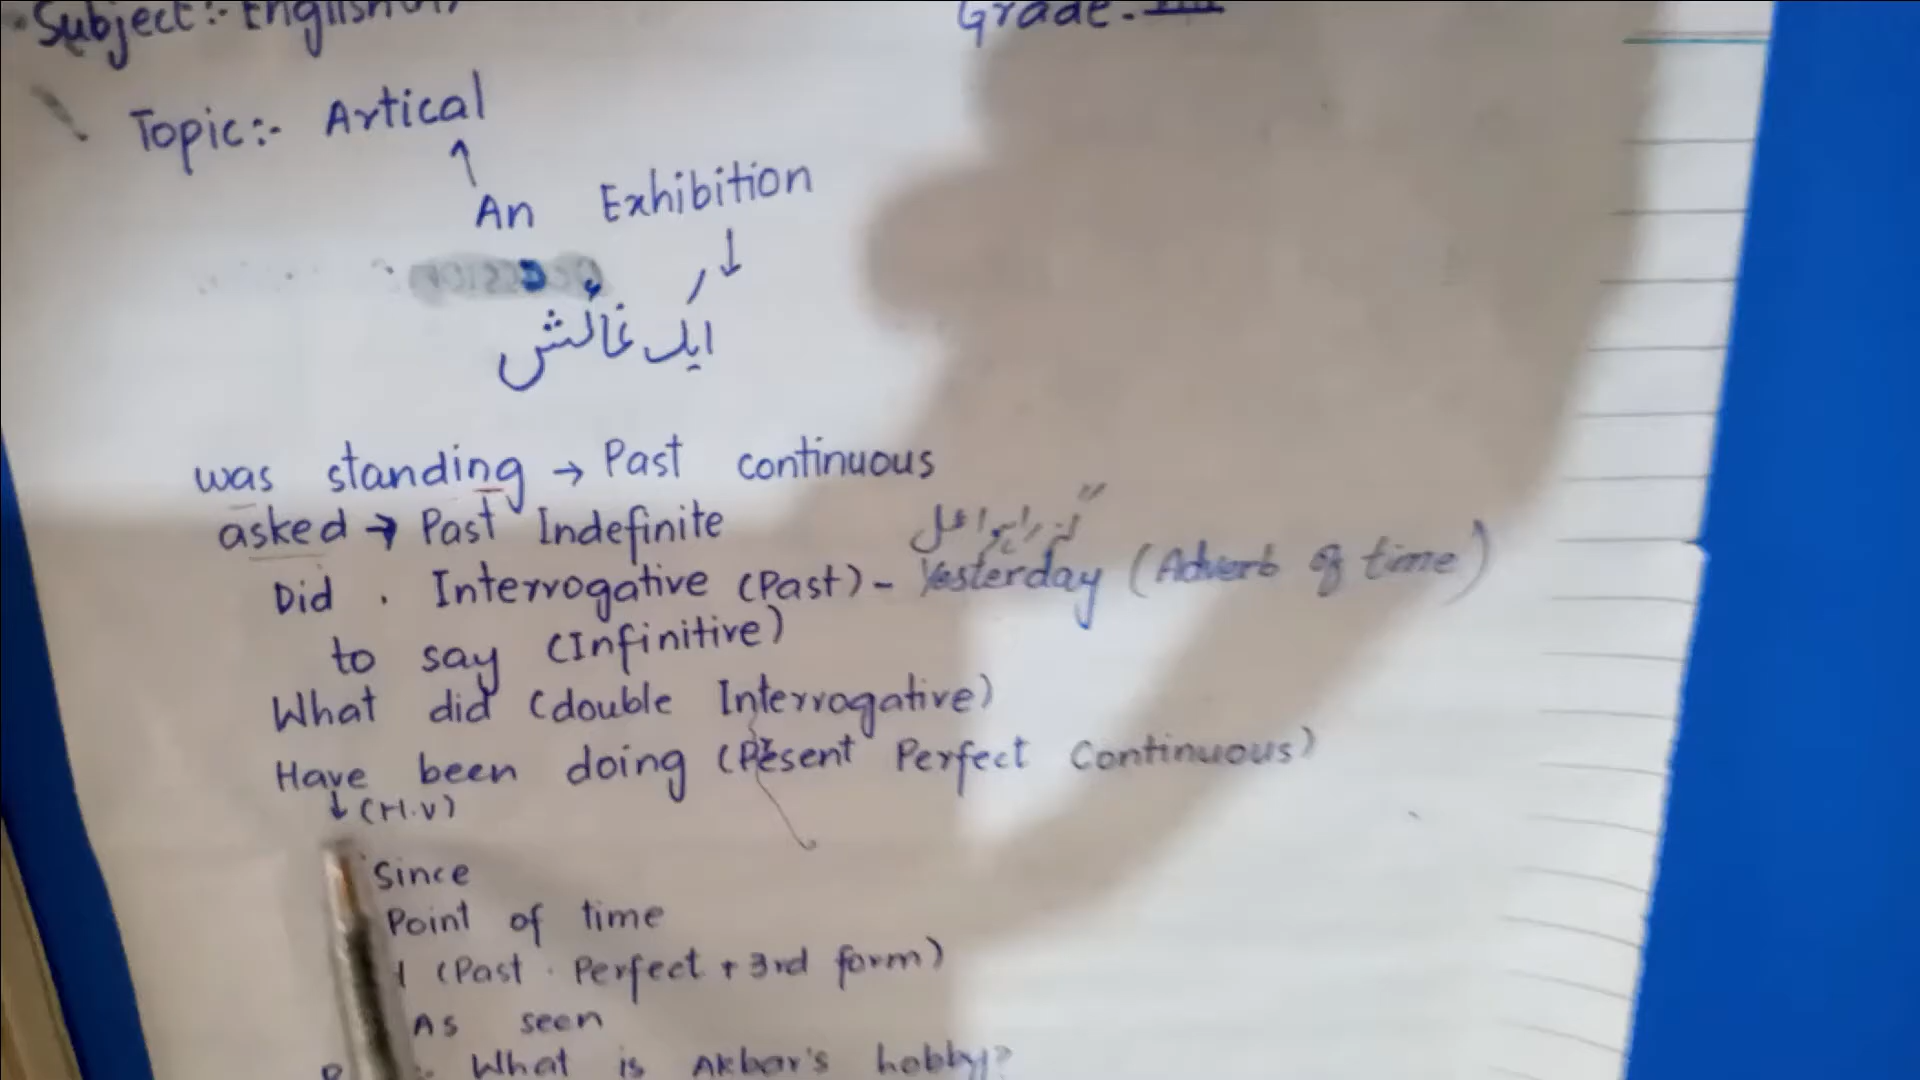 Subject:- English
Grade.
Topic:- Artical
An Exhibition
ایک نمائش
was standing → Past continuous
asked → Past Indefinite
Did . Interrogative (Past) - Yesterday (Adverb of time)
to say (Infinitive)
What did (double Interrogative)
Have been doing (Present Perfect Continuous)
↓ (H.V)
Since
Point of time
(Past . Perfect + 3rd form)
As seen
What is Akbar's hobby?